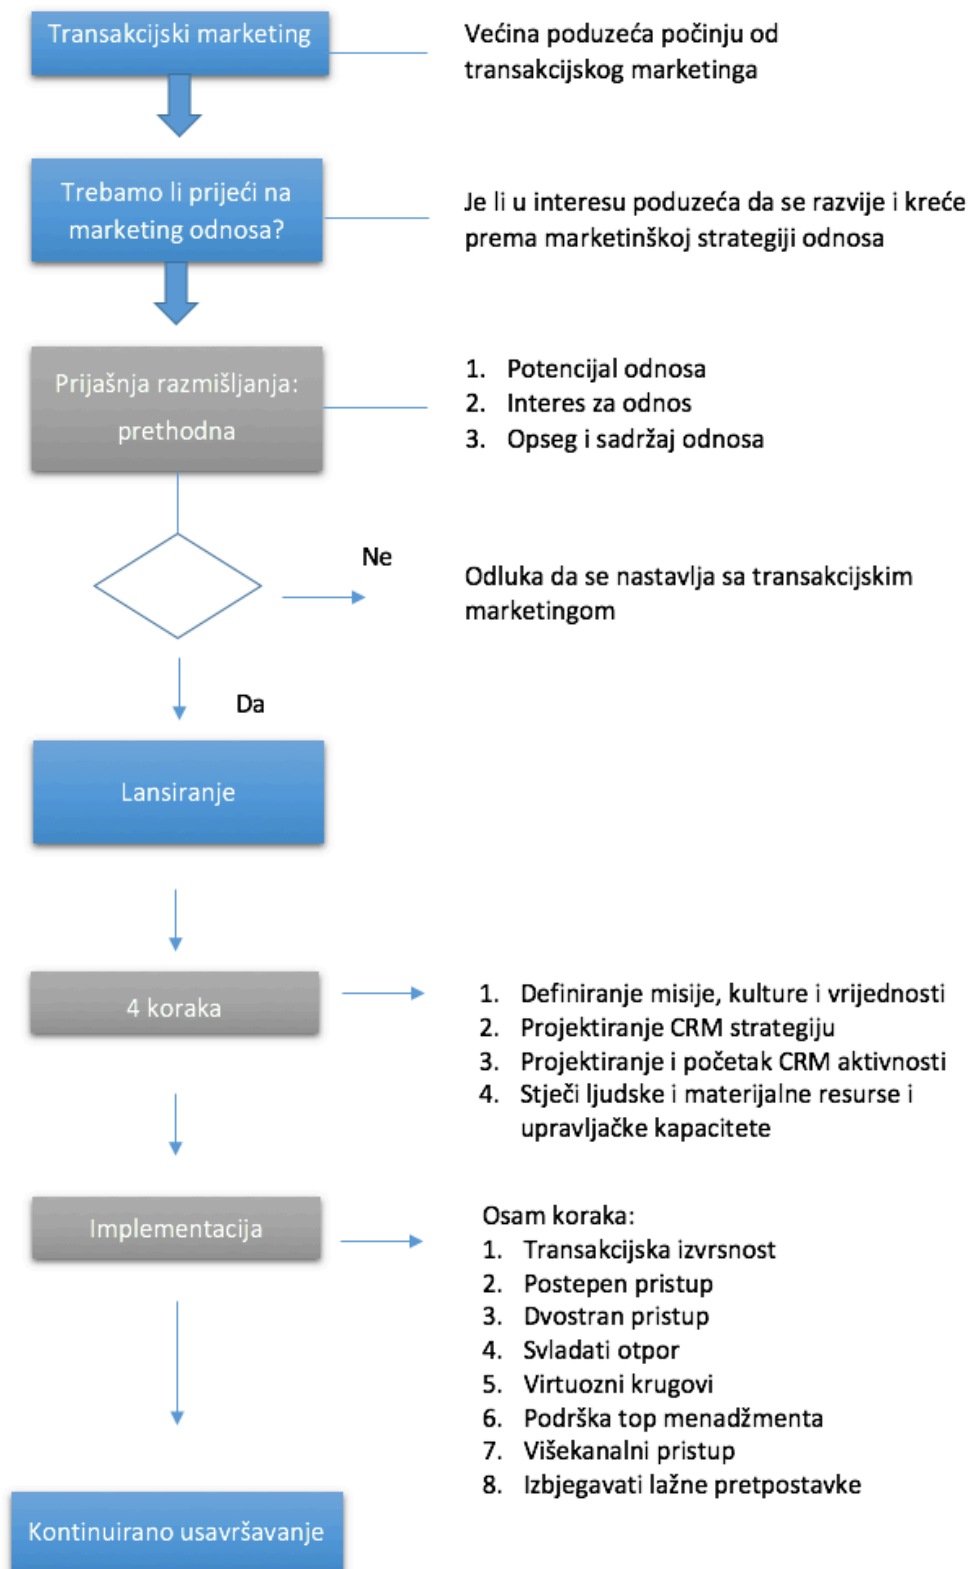 Transakcijski marketing
Većina poduzeća počinju od
transakcijskog marketinga
Trebamo li prijeći na
marketing odnosa?
Je li u interesu poduzeća da se razvije i kreće
prema marketinškoj strategiji odnosa
Prijašnja razmišljanja:
prethodna
1. Potencijal odnosa
2. Interes za odnos
3. Opseg i sadržaj odnosa
Ne
Odluka da se nastavlja sa transakcijskim
marketingom
Da
Lansiranje
4 koraka
1. Definiranje misije, kulture i vrijednosti
2. Projektiranje CRM strategiju
3. Projektiranje i početak CRM aktivnosti
4. Stječi ljudske i materijalne resurse i
upravljačke kapacitete
Implementacija
Osam koraka:
1. Transakcijska izvrsnost
2. Postepen pristup
3. Dvostran pristup
4. Svladati otpor
5. Virtuozni krugovi
6. Podrška top menadžmenta
7. Višekanalni pristup
8. Izbjegavati lažne pretpostavke
Kontinuirano usavršavanje